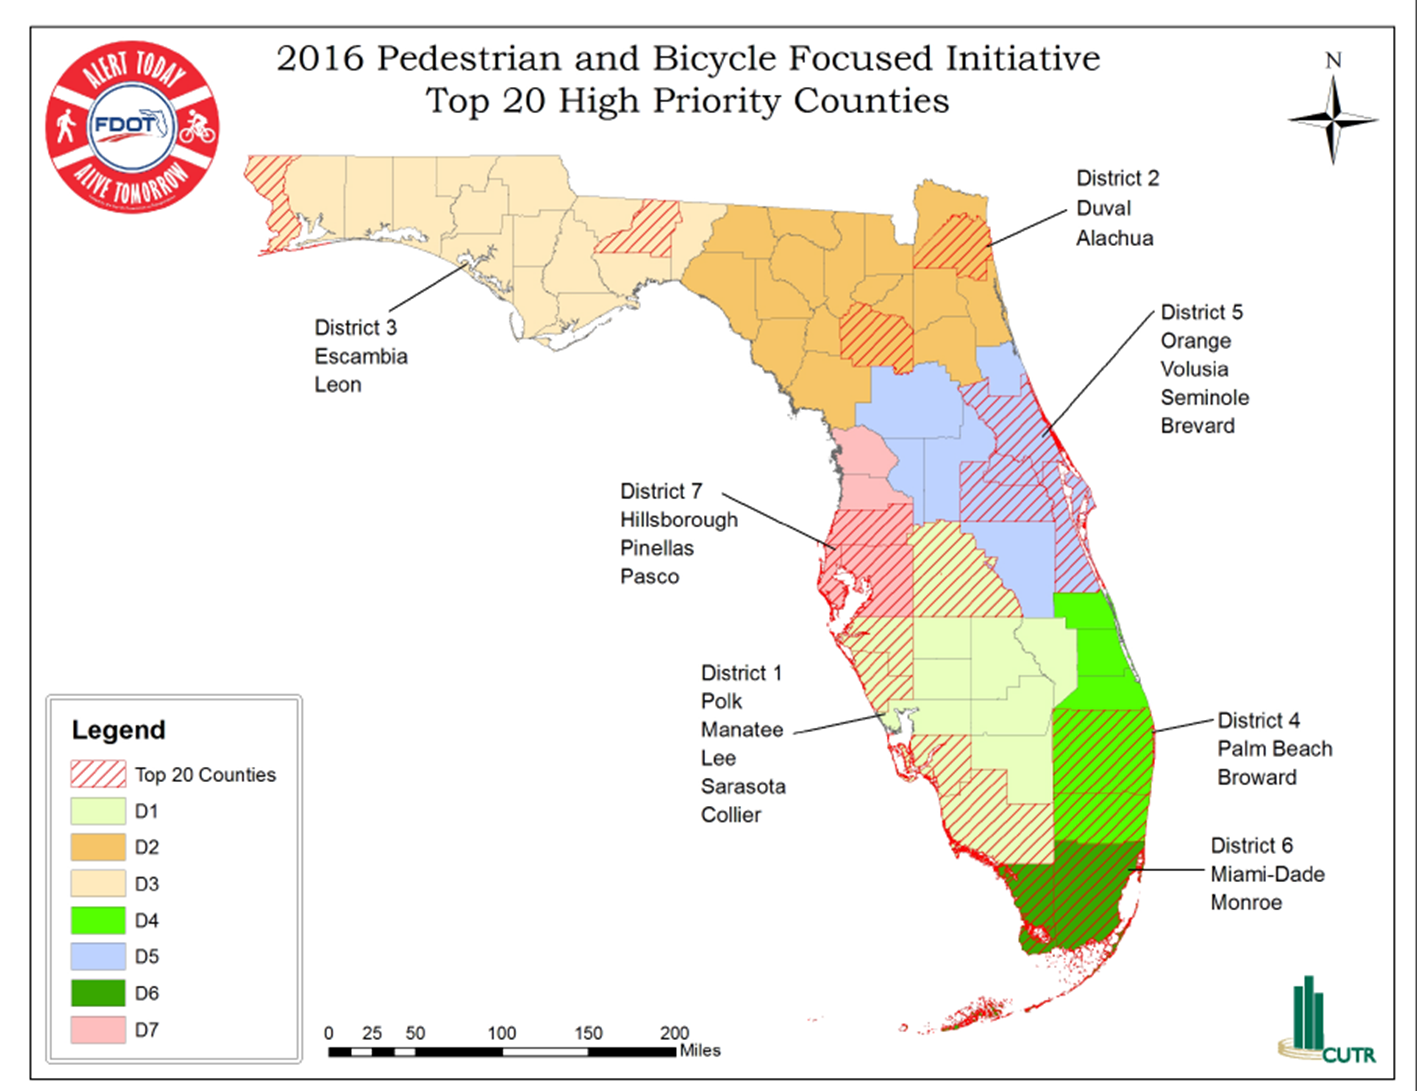 2016 Pedestrian and Bicycle Focused Initiative
Top 20 High Priority Counties
ALERT TODAY
FDOT
ALIVE TOMORROW
N
District 2
Duval
Alachua
District 3
Escambia
Leon
District 5
Orange
Volusia
Seminole
Brevard
District 7
Hillsborough
Pinellas
Pasco
District 1
Polk
Manatee
Lee
Sarasota
Collier
District 4
Palm Beach
Broward
District 6
Miami-Dade
Monroe
Legend
Top 20 Counties
D1
D2
D3
D4
D5
D6
D7
0 25 50 100 150 200
Miles
CUTR